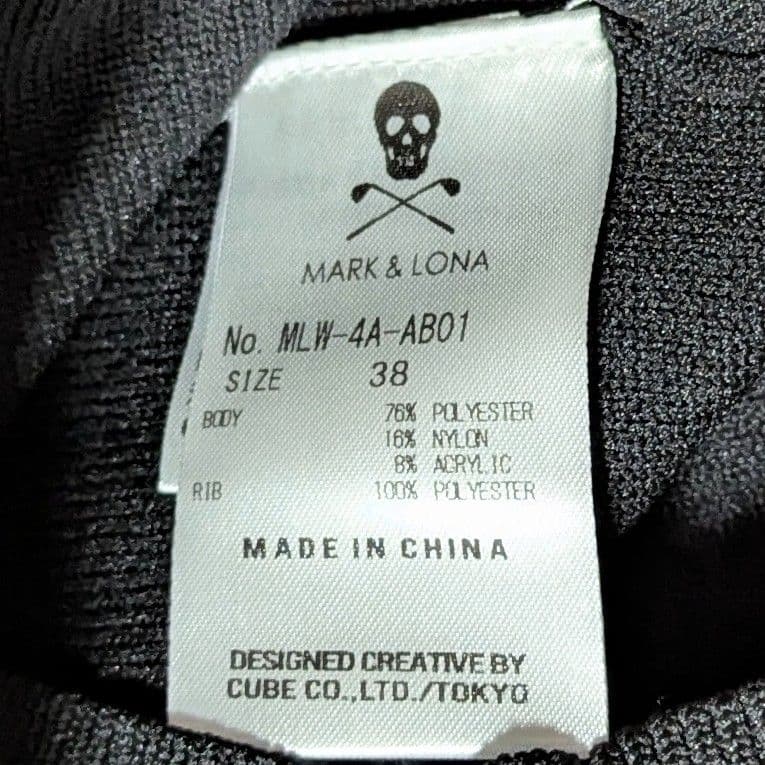 MARK & LONA
No. MLW-4A-AB01
SIZE 38
BODY 76% POLYESTER
16% NYLON
8% ACRYLIC
RIB 100% POLYESTER
MADE IN CHINA
DESIGNED CREATIVE BY
CUBE CO.,LTD./TOKYO